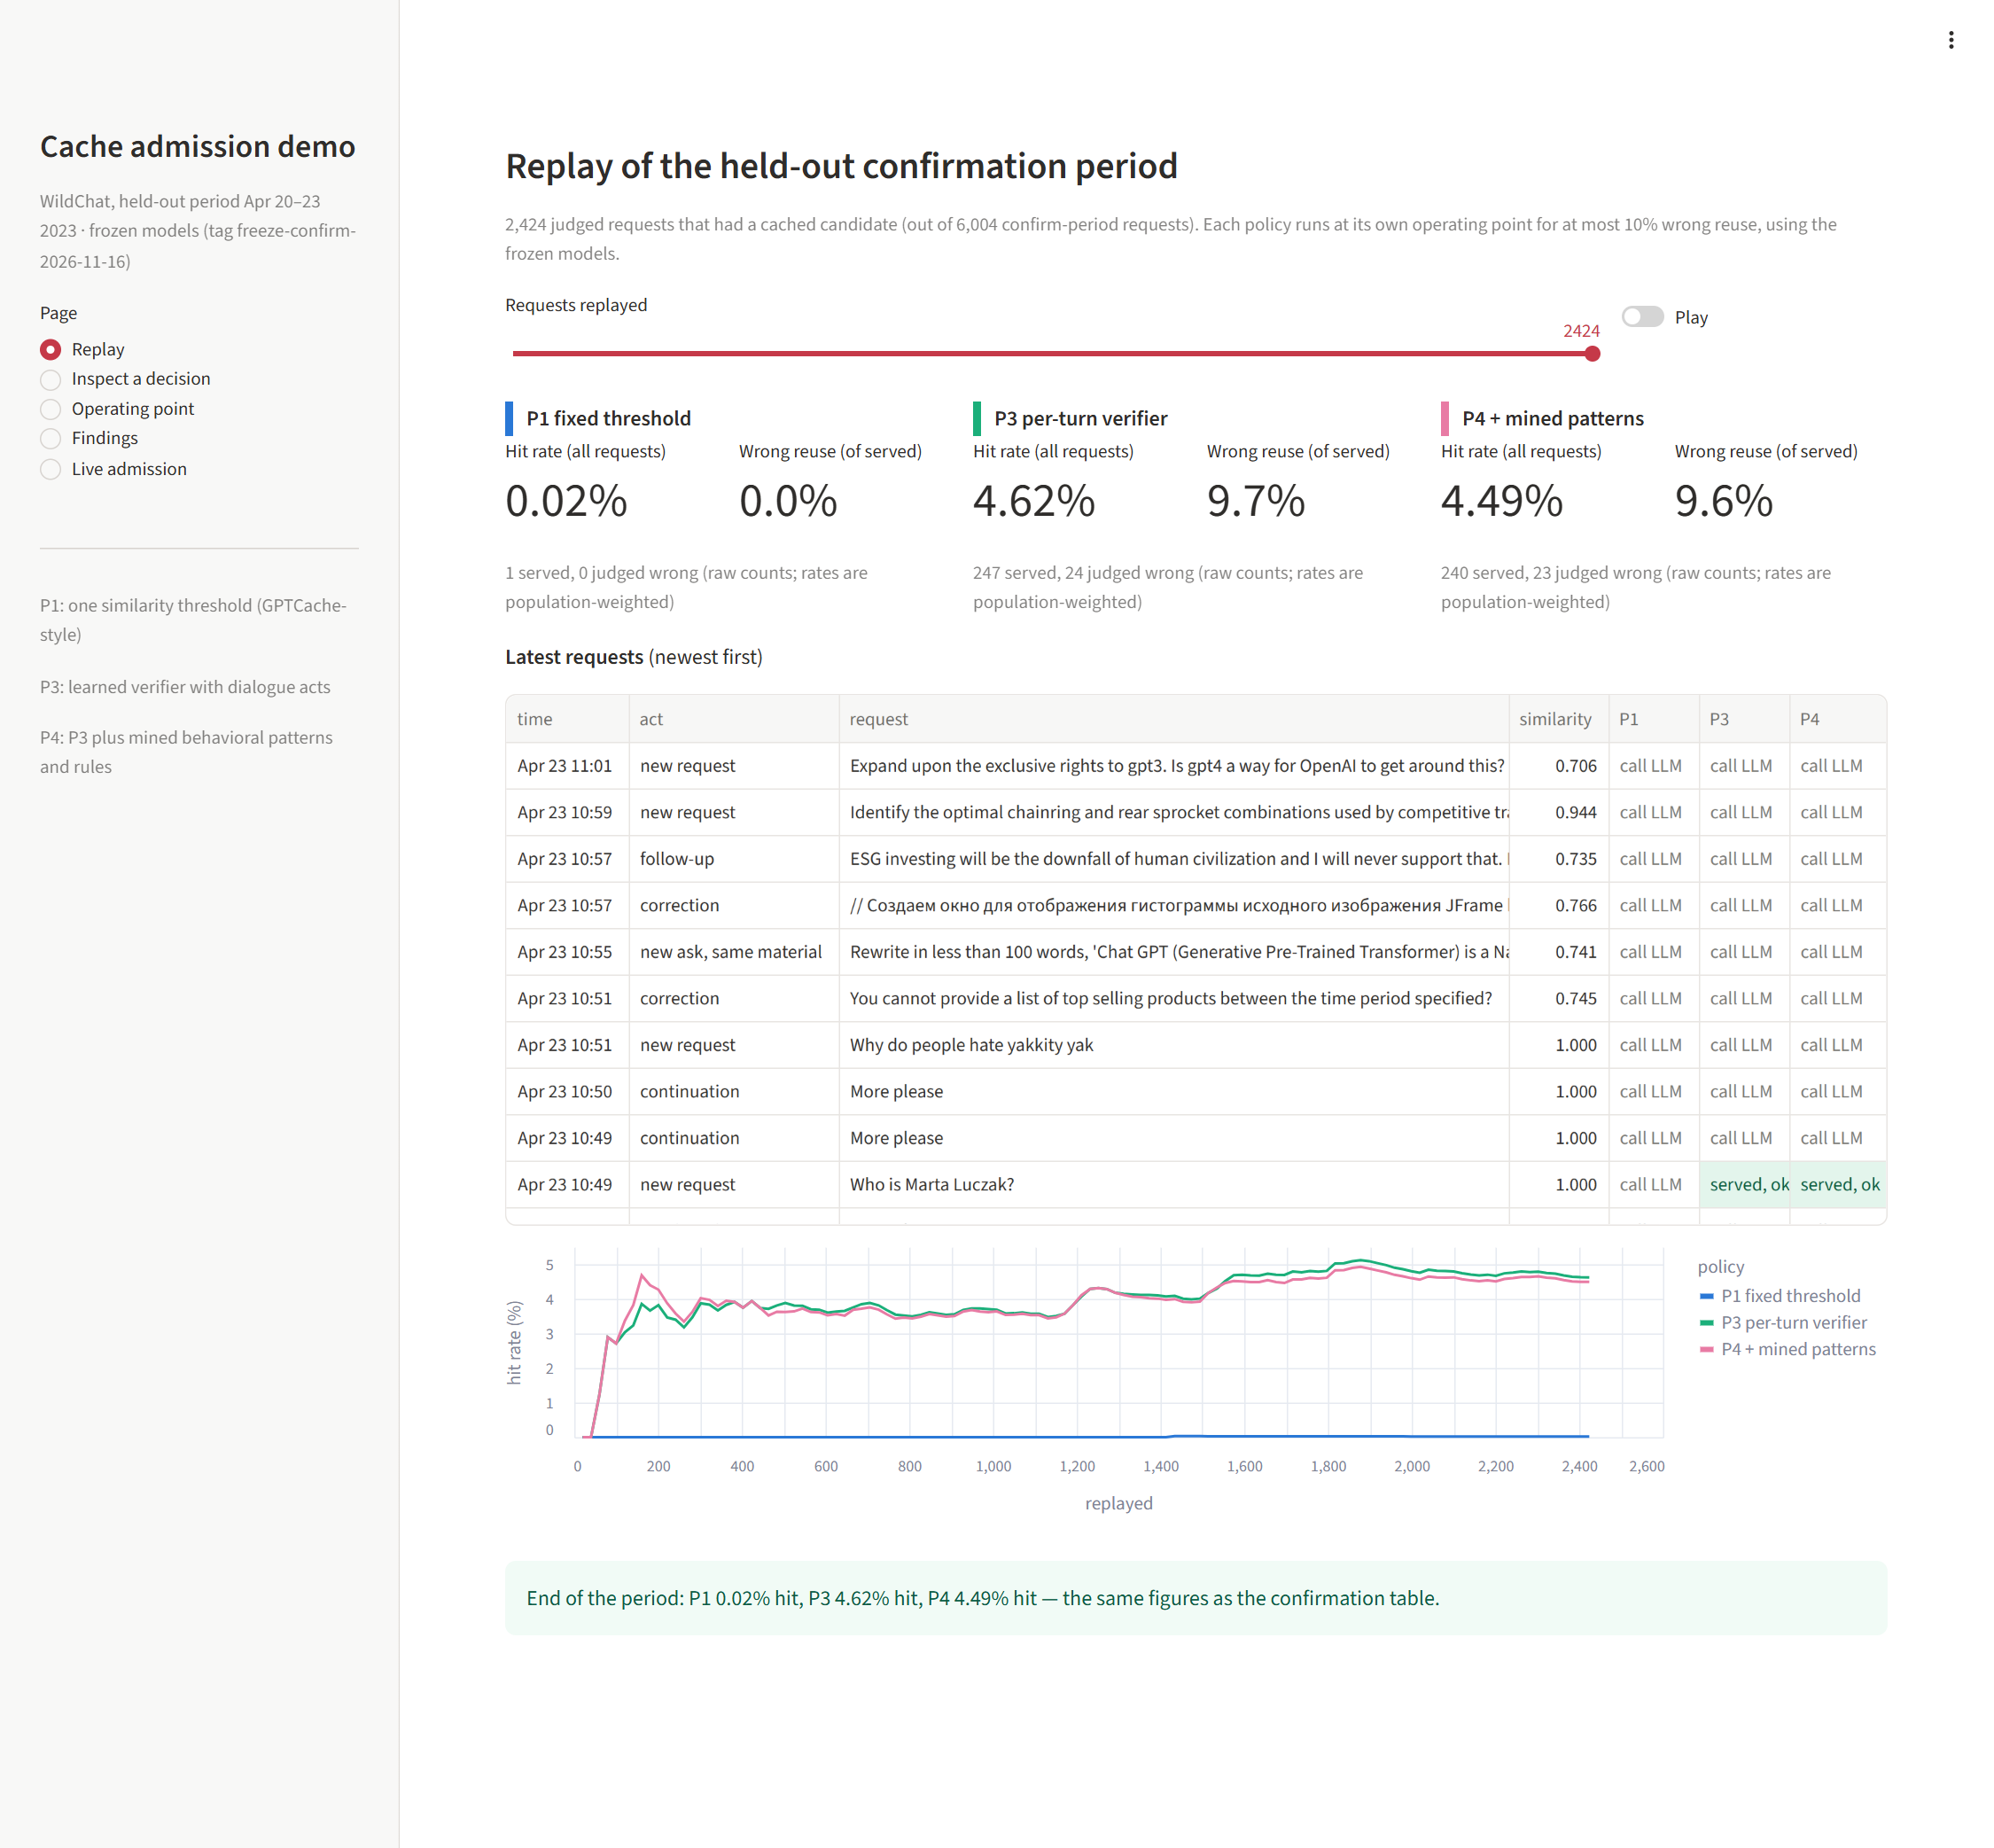 Cache admission demo
WildChat, held-out period Apr 20–23
2023 · frozen models (tag freeze-confirm-
2026-11-16)
Page
Replay
Inspect a decision
Operating point
Findings
Live admission
P1: one similarity threshold (GPTCache-
style)
P3: learned verifier with dialogue acts
P4: P3 plus mined behavioral patterns
and rules
Replay of the held-out confirmation period
2,424 judged requests that had a cached candidate (out of 6,004 confirm-period requests). Each policy runs at its own operating point for at most 10% wrong reuse, using the
frozen models.
Requests replayed
2424
Play
P1 fixed threshold P3 per-turn verifier P4 + mined patterns
Hit rate (all requests) Wrong reuse (of served) Hit rate (all requests) Wrong reuse (of served) Hit rate (all requests) Wrong reuse (of served)
0.02% 0.0% 4.62% 9.7% 4.49% 9.6%
1 served, 0 judged wrong (raw counts; rates are
population-weighted)
247 served, 24 judged wrong (raw counts; rates are
population-weighted)
240 served, 23 judged wrong (raw counts; rates are
population-weighted)
Latest requests (newest first)
time act request similarity P1 P3 P4
Apr 23 11:01 new request Expand upon the exclusive rights to gpt3. Is gpt4 a way for OpenAI to get around this? 0.706 call LLM call LLM call LLM
Apr 23 10:59 new request Identify the optimal chainring and rear sprocket combinations used by competitive 0.944 call LLM call LLM call LLM
Apr 23 10:57 follow-up ESG investing will be the downfall of human civilization and I will never support that. 0.735 call LLM call LLM call LLM
Apr 23 10:57 correction // Создаем окно для отображения гистограммы исходного изображения JFrame 0.766 call LLM call LLM call LLM
Apr 23 10:55 new ask, same material Rewrite in less than 100 words, 'Chat GPT (Generative Pre-Trained Transformer) is a 0.741 call LLM call LLM call LLM
Apr 23 10:51 correction You cannot provide a list of top selling products between the time period specified? 0.745 call LLM call LLM call LLM
Apr 23 10:51 new request Why do people hate yakkity yak 1.000 call LLM call LLM call LLM
Apr 23 10:50 continuation More please 1.000 call LLM call LLM call LLM
Apr 23 10:49 continuation More please 1.000 call LLM call LLM call LLM
Apr 23 10:49 new request Who is Marta Luczak? 1.000 call LLM served, ok served, ok
hit rate (%)
5
4
3
2
1
0
0 200 400 600 800 1,000 1,200 1,400 1,600 1,800 2,000 2,200 2,400 2,600
replayed
policy
P1 fixed threshold
P3 per-turn verifier
P4 + mined patterns
End of the period: P1 0.02% hit, P3 4.62% hit, P4 4.49% hit — the same figures as the confirmation table.